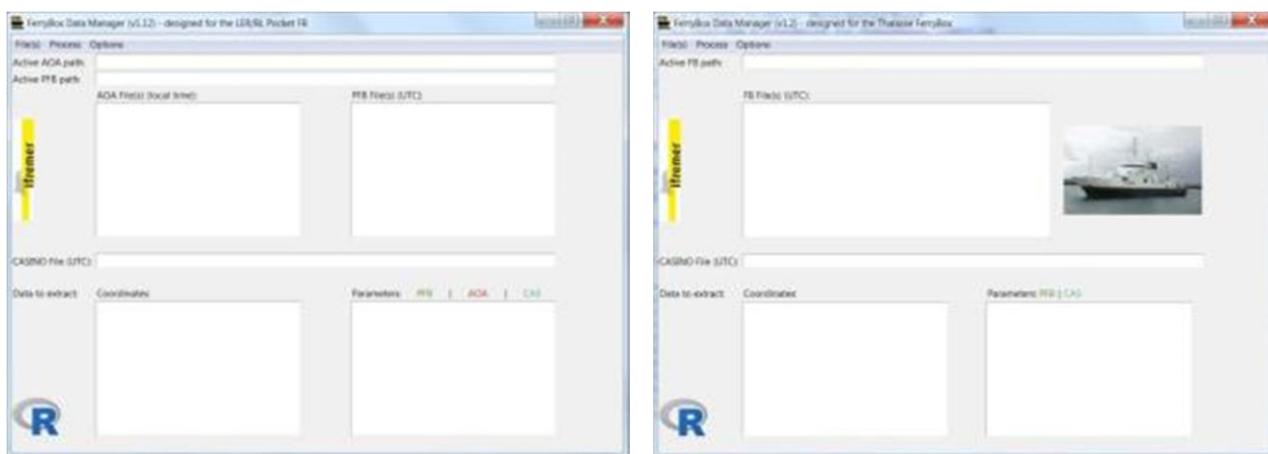 FerryBox Data Manager (v1.12) - designed for the LER/BL Pocket FB
File(s) Process Options
Active AOA path:
Active PFB path:
AOA File(s) (local time):
PFB File(s) (UTC):
ifremer
CASINO File (UTC):
Data to extract:
Coordinates:
Parameters: PFB | AOA | CAS
R
FerryBox Data Manager (v1.2) - designed for the Thalassa FerryBox
File(s) Process Options
Active FB path:
FB File(s) (UTC):
ifremer
CASINO File (UTC):
Data to extract:
Coordinates:
Parameters: PFB | CAS
R